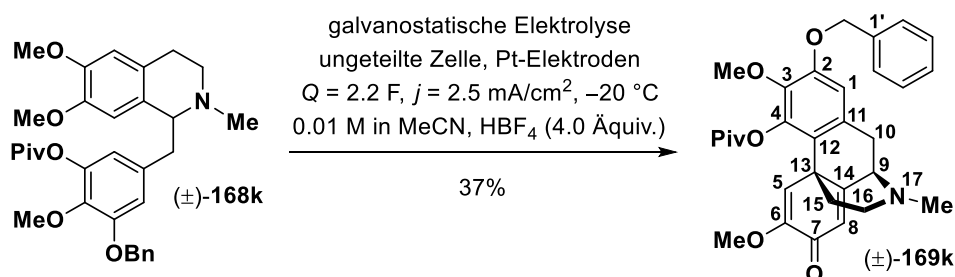 MeO
MeO
N
Me
PivO
MeO
OBn
(±)-168k
galvanostatische Elektrolyse
ungeteilte Zelle, Pt-Elektroden
Q = 2.2 F, j = 2.5 mA/cm², –20 °C
0.01 M in MeCN, HBF₄ (4.0 Äquiv.)
37%
1'
O
MeO
3
2
1
4
PivO
11
10
12
13
14
9
17
N
Me
5
15
16
6
7
8
MeO
O
(±)-169k